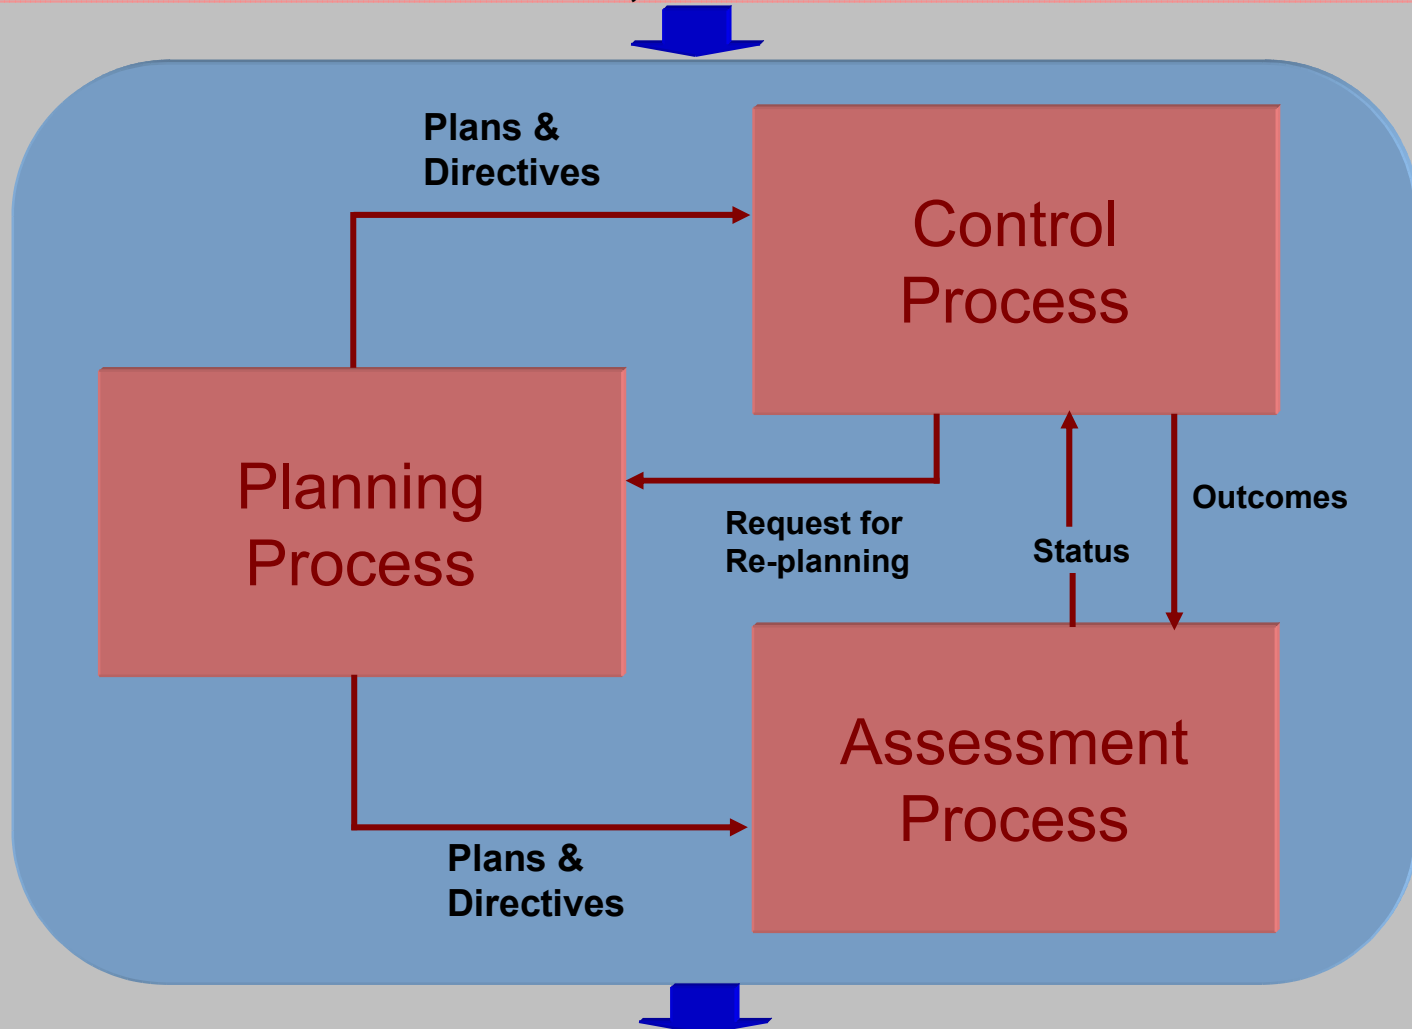 Plans &
Directives
Control
Process
Planning
Process
Request for
Re-planning
Status
Outcomes
Assessment
Process
Plans &
Directives